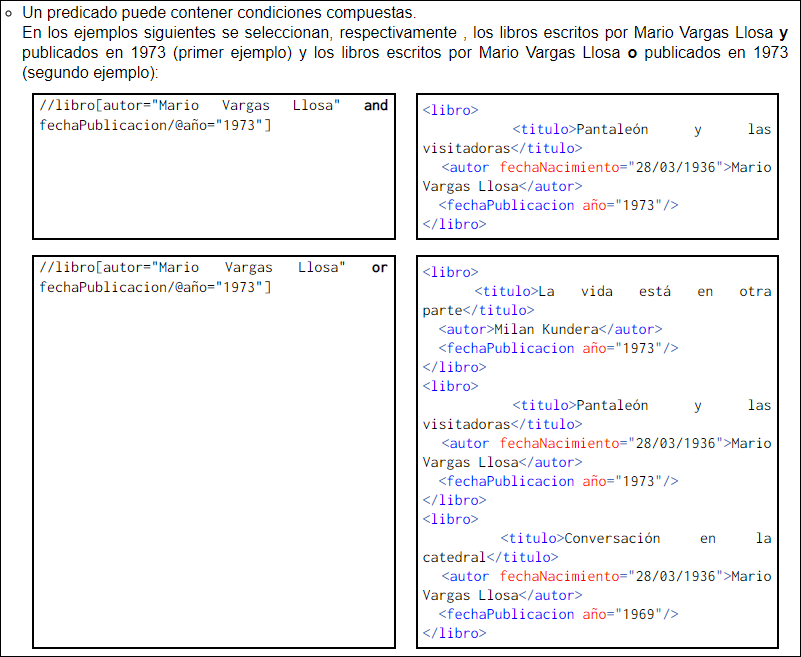 Un predicado puede contener condiciones compuestas.
En los ejemplos siguientes se seleccionan, respectivamente , los libros escritos por Mario Vargas Llosa y
publicados en 1973 (primer ejemplo) y los libros escritos por Mario Vargas Llosa o publicados en 1973
(segundo ejemplo):
//libro[autor="Mario Vargas Llosa" and
fechaPublicacion/@año="1973"]
<libro>
<titulo>Pantaleón y las
visitadoras</titulo>
<autor fechaNacimiento="28/03/1936">Mario
Vargas Llosa</autor>
<fechaPublicacion año="1973"/>
</libro>
//libro[autor="Mario Vargas Llosa" or
fechaPublicacion/@año="1973"]
<libro>
<titulo>La vida está en otra
parte</titulo>
<autor>Milan Kundera</autor>
<fechaPublicacion año="1973"/>
</libro>
<libro>
<titulo>Pantaleón y las
visitadoras</titulo>
<autor fechaNacimiento="28/03/1936">Mario
Vargas Llosa</autor>
<fechaPublicacion año="1973"/>
</libro>
<libro>
<titulo>Conversación en la
catedral</titulo>
<autor fechaNacimiento="28/03/1936">Mario
Vargas Llosa</autor>
<fechaPublicacion año="1969"/>
</libro>